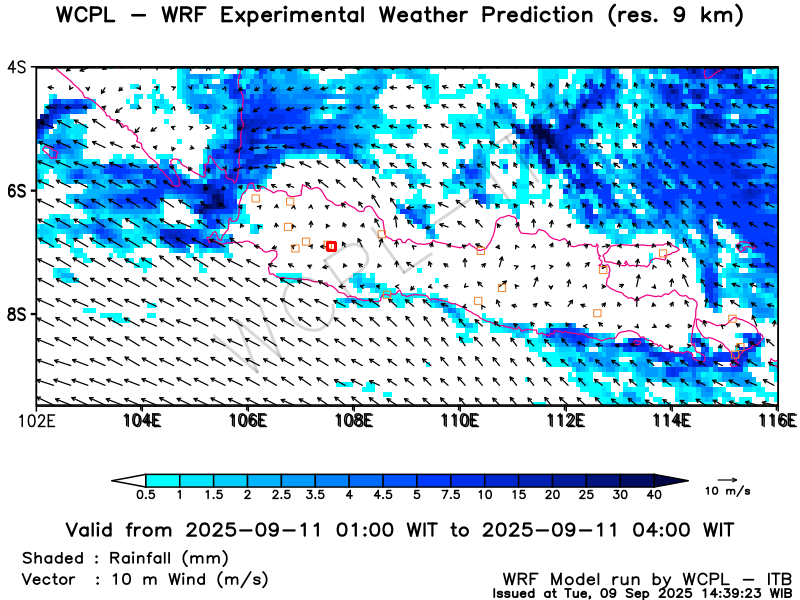 WCPL − WRF Experimental Weather Prediction (res. 9 km)
4S
6S
8S
WCPL−ITB
102E 104E 106E 108E 110E 112E 114E 116E
0.5 1 1.5 2 2.5 3.5 4 4.5 5 7.5 10 15 20 25 30 40
10 m/s
Valid from 2025−09−11 01:00 WIT to 2025−09−11 04:00 WIT
Shaded : Rainfall (mm)
Vector : 10 m Wind (m/s)
WRF Model run by WCPL − ITB
Issued at Tue, 09 Sep 2025 14:39:23 WIB